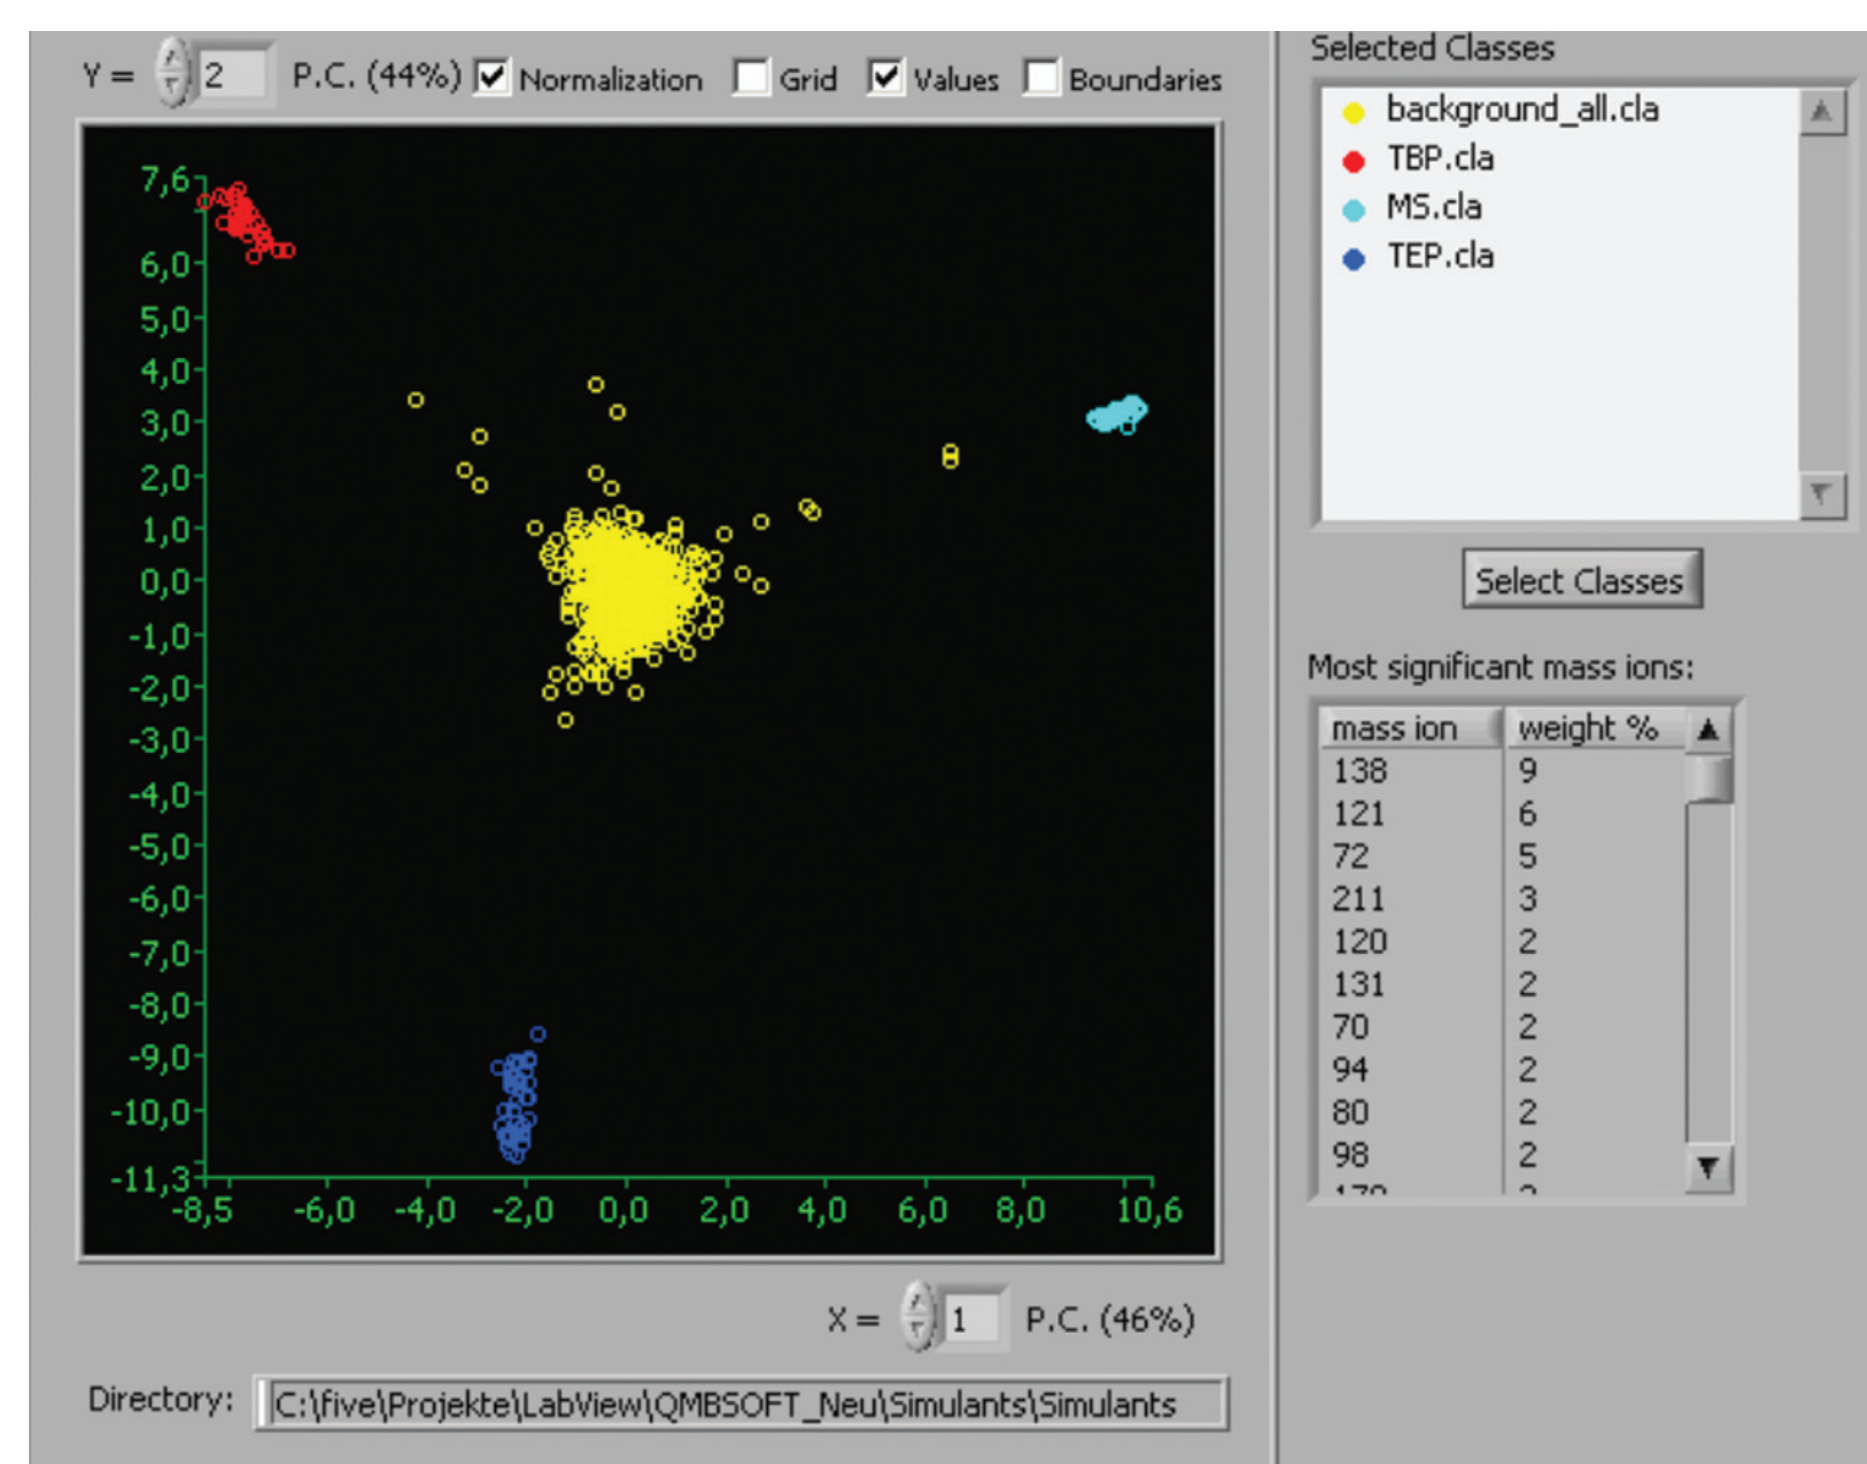 Y = 2 P.C. (44%) Normalization Grid Values Boundaries
7,6
6,0
5,0
4,0
3,0
2,0
1,0
0,0
-1,0
-2,0
-3,0
-4,0
-5,0
-6,0
-7,0
-8,0
-9,0
-10,0
-11,3
-8,5 -6,0 -4,0 -2,0 0,0 2,0 4,0 6,0 8,0 10,6
X = 1 P.C. (46%)
Directory: C:\five\Projekte\LabView\QMBSOFT_Neu\Simulants\Simulants
Selected Classes
background_all.cla
TBP.cla
MS.cla
TEP.cla
Select Classes
Most significant mass ions:
mass ion weight %
138 9
121 6
72 5
211 3
120 2
131 2
70 2
94 2
80 2
98 2